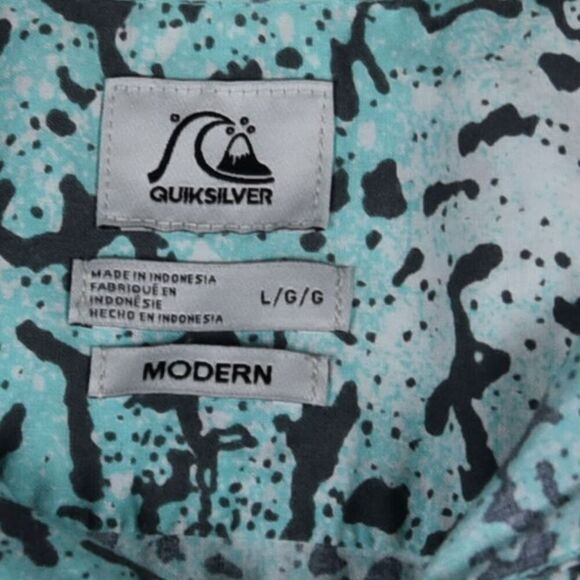 QUIKSILVER
MADE IN INDONESIA
FABRIQUÉ EN
INDONÉSIE
HECHO EN INDONESIA
L/G/G
MODERN